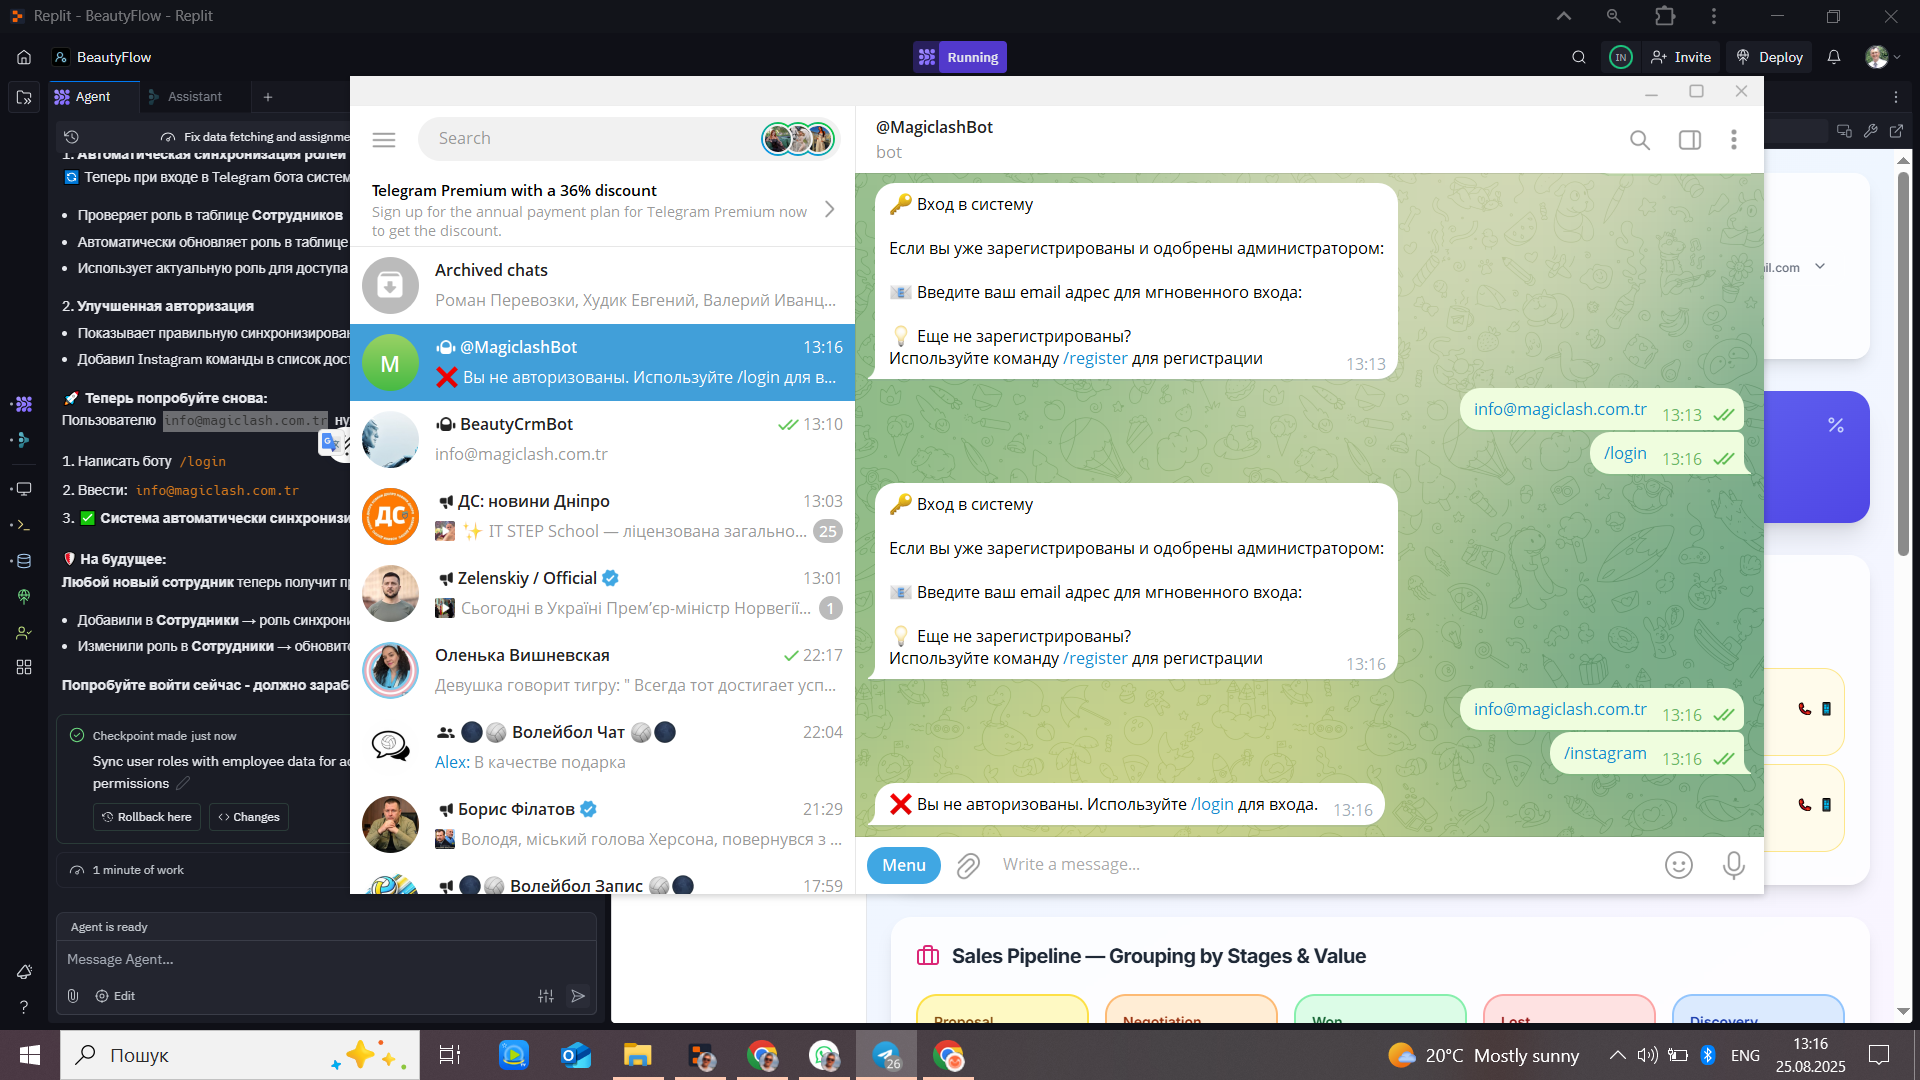 Replit - BeautyFlow - Replit
BeautyFlow
Running
IN
Invite
Deploy
Agent
Assistant
Fix data fetching and assignme
1. Автоматическая синхронизация ролей
Теперь при входе в Telegram бота систем
Проверяет роль в таблице Сотрудников
Автоматически обновляет роль в таблице
Использует актуальную роль для доступа
2. Улучшенная авторизация
Показывает правильную синхронизирован
Добавил Instagram команды в список дос
🚀 Теперь попробуйте снова:
Пользователю info@magiclash.com.tr ну
1. Написать боту /login
2. Ввести: info@magiclash.com.tr
3. ✅ Система автоматически синхронизи
На будущее:
Любой новый сотрудник теперь получит пр
Добавили в Сотрудники → роль синхрони
Изменили роль в Сотрудники → обновитс
Попробуйте войти сейчас - должно зараб
Checkpoint made just now
Sync user roles with employee data for ac
permissions
Rollback here
Changes
1 minute of work
Agent is ready
Message Agent...
Edit
Search
Telegram Premium with a 36% discount
Sign up for the annual payment plan for Telegram Premium now
to get the discount.
Archived chats
Роман Перевозки, Худик Евгений, Валерий Иванц...
M
@MagiclashBot 13:16
❌ Вы не авторизованы. Используйте /login для в...
BeautyCrmBot 13:10
info@magiclash.com.tr
ДС
ДС: новини Дніпро 13:03
✨ IT STEP School — ліцензована загально... 25
Zelenskiy / Official 13:01
Сьогодні в Україні Прем’єр-міністр Норвегії... 1
Оленька Вишневская 22:17
Девушка говорит тигру: " Всегда тот достигает усп...
Волейбол Чат 22:04
Alex: В качестве подарка
Борис Філатов 21:29
Володя, міський голова Херсона, повернувся з ...
Волейбол Запис 17:59
@MagiclashBot
bot
🔑 Вход в систему
Если вы уже зарегистрированы и одобрены администратором:
📧 Введите ваш email адрес для мгновенного входа:
💡 Еще не зарегистрированы?
Используйте команду /register для регистрации 13:13
info@magiclash.com.tr 13:13
/login 13:16
🔑 Вход в систему
Если вы уже зарегистрированы и одобрены администратором:
📧 Введите ваш email адрес для мгновенного входа:
💡 Еще не зарегистрированы?
Используйте команду /register для регистрации 13:16
info@magiclash.com.tr 13:16
/instagram 13:16
❌ Вы не авторизованы. Используйте /login для входа. 13:16
Menu
Write a message...
il.com
%
Sales Pipeline — Grouping by Stages & Value
Proposal
Negotiation
Won
Lost
Discovery
Пошук
26
20°C Mostly sunny
ENG
13:16
25.08.2025